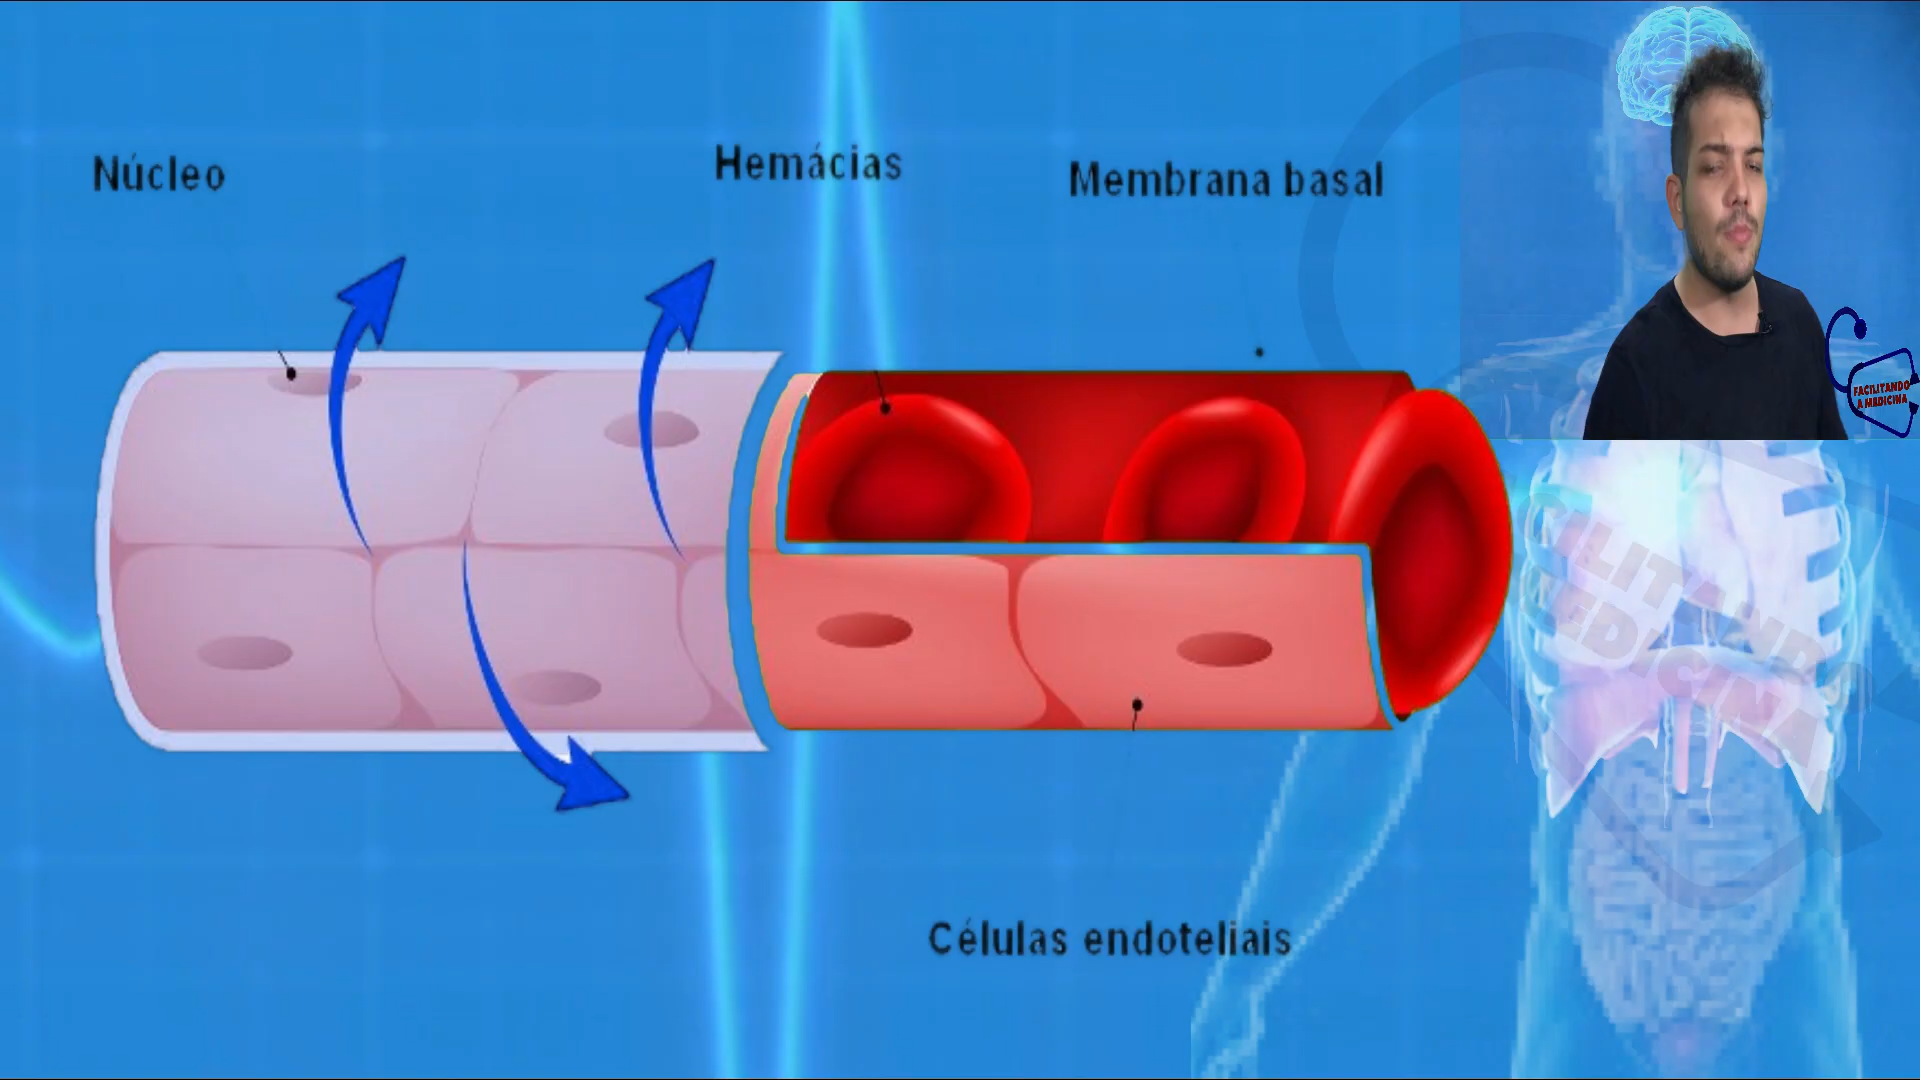 Núcleo
Hemácias
Membrana basal
FACILITANDO
A MEDICINA
Células endoteliais